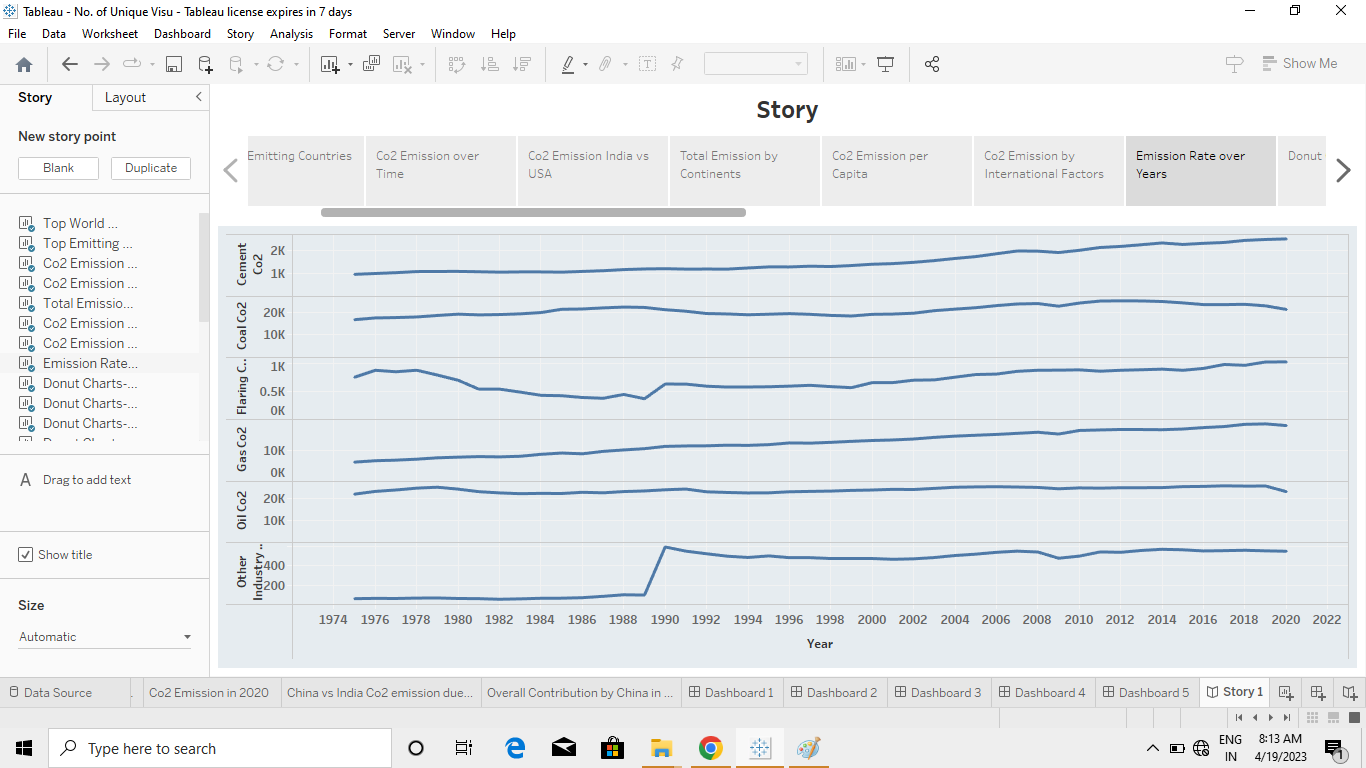 Tableau - No. of Unique Visu - Tableau license expires in 7 days
File Data Worksheet Dashboard Story Analysis Format Server Window Help
Show Me
Story Layout
New story point
Blank Duplicate
Top World ...
Top Emitting ...
Co2 Emission ...
Co2 Emission ...
Total Emissio...
Co2 Emission ...
Co2 Emission ...
Emission Rate...
Donut Charts-...
Donut Charts-...
Donut Charts-...
A Drag to add text
Show title
Size
Automatic
Story
Emitting Countries
Co2 Emission over
Time
Co2 Emission India vs
USA
Total Emission by
Continents
Co2 Emission per
Capita
Co2 Emission by
International Factors
Emission Rate over
Years
Donut
Cement
Co2
2K
1K
Coal Co2
20K
10K
Flaring C..
1K
0.5K
0K
Gas Co2
10K
0K
Oil Co2
20K
10K
Other
Industry ..
400
200
1974 1976 1978 1980 1982 1984 1986 1988 1990 1992 1994 1996 1998 2000 2002 2004 2006 2008 2010 2012 2014 2016 2018 2020 2022
Year
Data Source . Co2 Emission in 2020 China vs India Co2 emission due... Overall Contribution by China in ... Dashboard 1 Dashboard 2 Dashboard 3 Dashboard 4 Dashboard 5 Story 1
Type here to search
ENG
IN
8:13 AM
4/19/2023
1